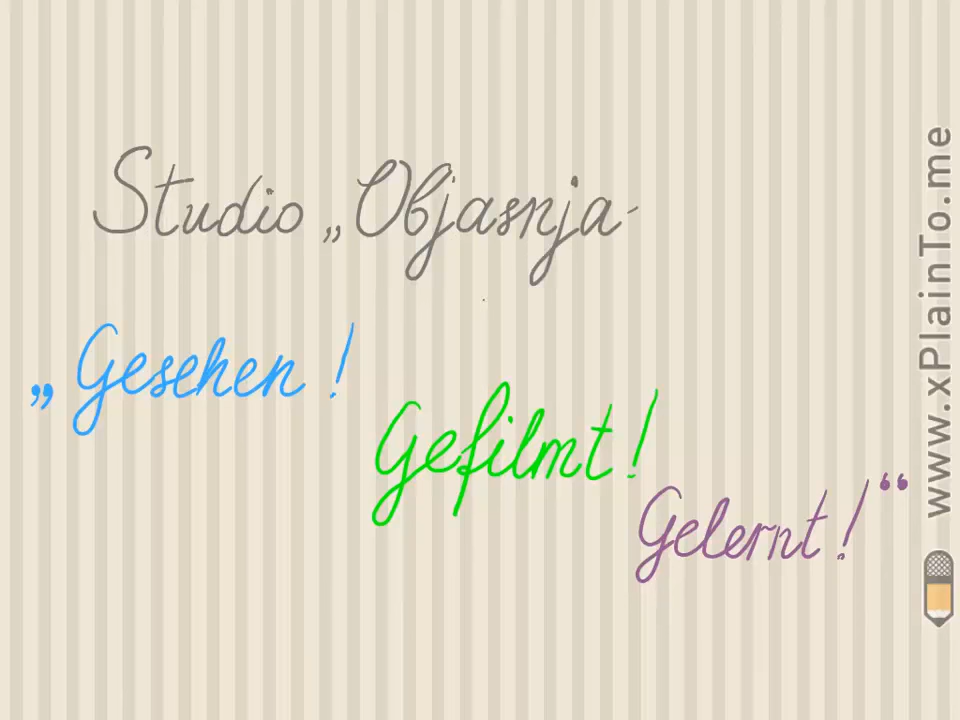 Studio „Objasnja-
„Gesehen!
Gefilmt!
Gelernt!“
www.xPlainTo.me